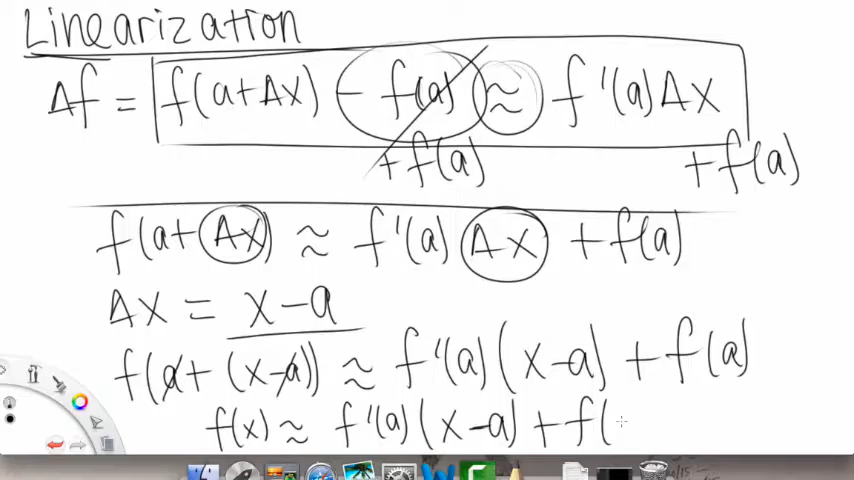 Linearization
Δf = f(a+Δx) - f(a) ≈ f'(a)Δx
+f(a) +f(a)
f(a+Δx) ≈ f'(a)Δx +f(a)
Δx = x-a
f(a+(x-a)) ≈ f'(a)(x-a) +f(a)
f(x) ≈ f'(a)(x-a) +f(